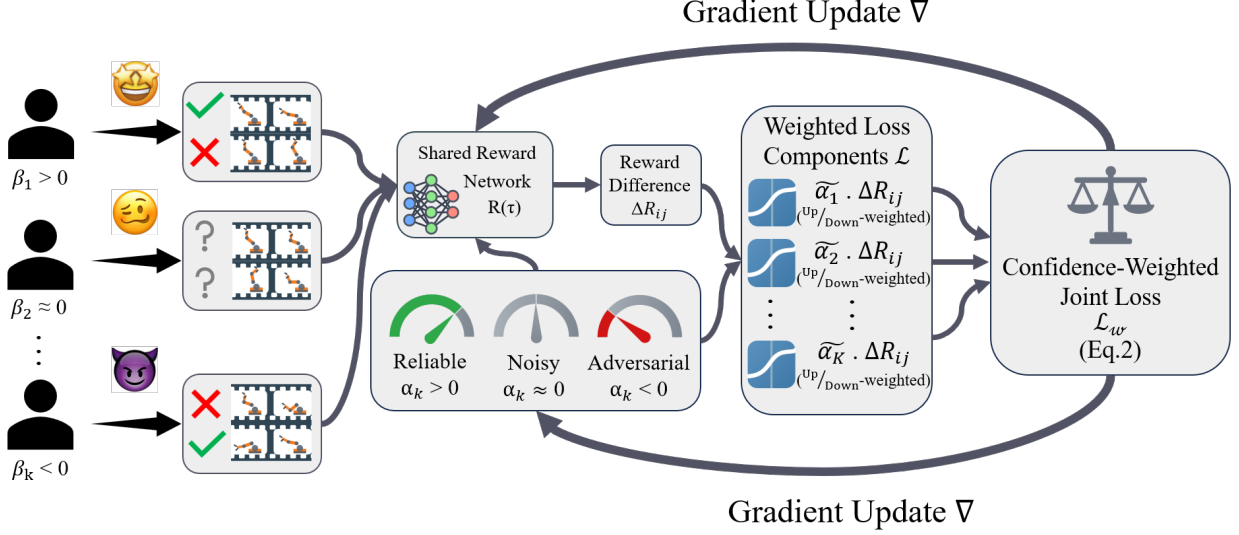 Gradient Update ∇
β₁ > 0
β₂ ≈ 0
⋮
βₖ < 0
?
?
Shared Reward
Network
R(τ)
Reward
Difference
ΔRᵢⱼ
Reliable
αₖ > 0
Noisy
αₖ ≈ 0
Adversarial
αₖ < 0
Weighted Loss
Components ℒ
α̃₁ . ΔRᵢⱼ
(Up/Down-weighted)
α̃₂ . ΔRᵢⱼ
(Up/Down-weighted)
⋮ ⋮
α̃_K . ΔRᵢⱼ
(Up/Down-weighted)
Confidence-Weighted
Joint Loss
ℒ𝓌
(Eq.2)
Gradient Update ∇